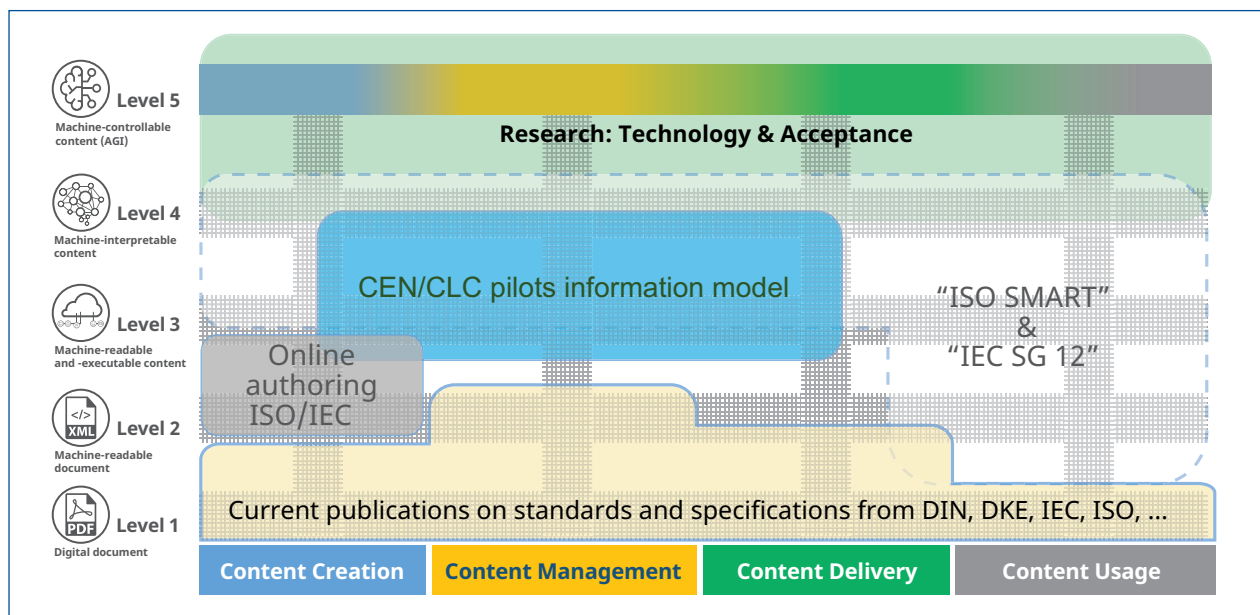 Level 5
Machine-controllable
content (AGI)
Research: Technology & Acceptance
Level 4
Machine-interpretable
content
CEN/CLC pilots information model
“ISO SMART”
&
“IEC SG 12”
Level 3
Machine-readable
and -executable content
Online
authoring
ISO/IEC
</>
XML
Level 2
Machine-readable
document
PDF
Level 1
Digital document
Current publications on standards and specifications from DIN, DKE, IEC, ISO, ...
Content Creation
Content Management
Content Delivery
Content Usage